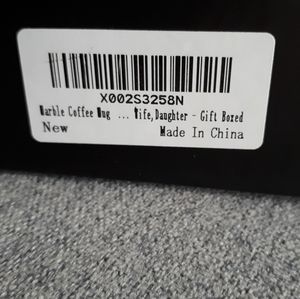 X002S3258N
Marble Coffee Mug ... Wife,Daughter - Gift Boxed
New
Made In China